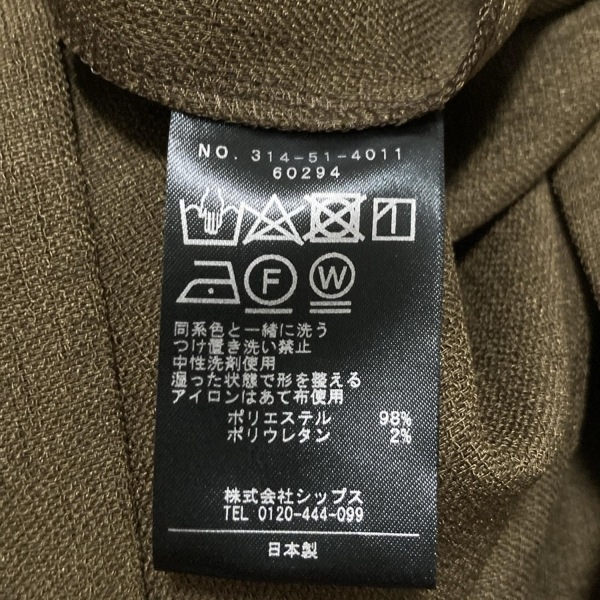 NO. 314-51-4011
60294
F W
同系色と一緒に洗う
つけ置き洗い禁止
中性洗剤使用
湿った状態で形を整える
アイロンはあて布使用
ポリエステル 98%
ポリウレタン 2%
株式会社シップス
TEL 0120-444-099
日本製